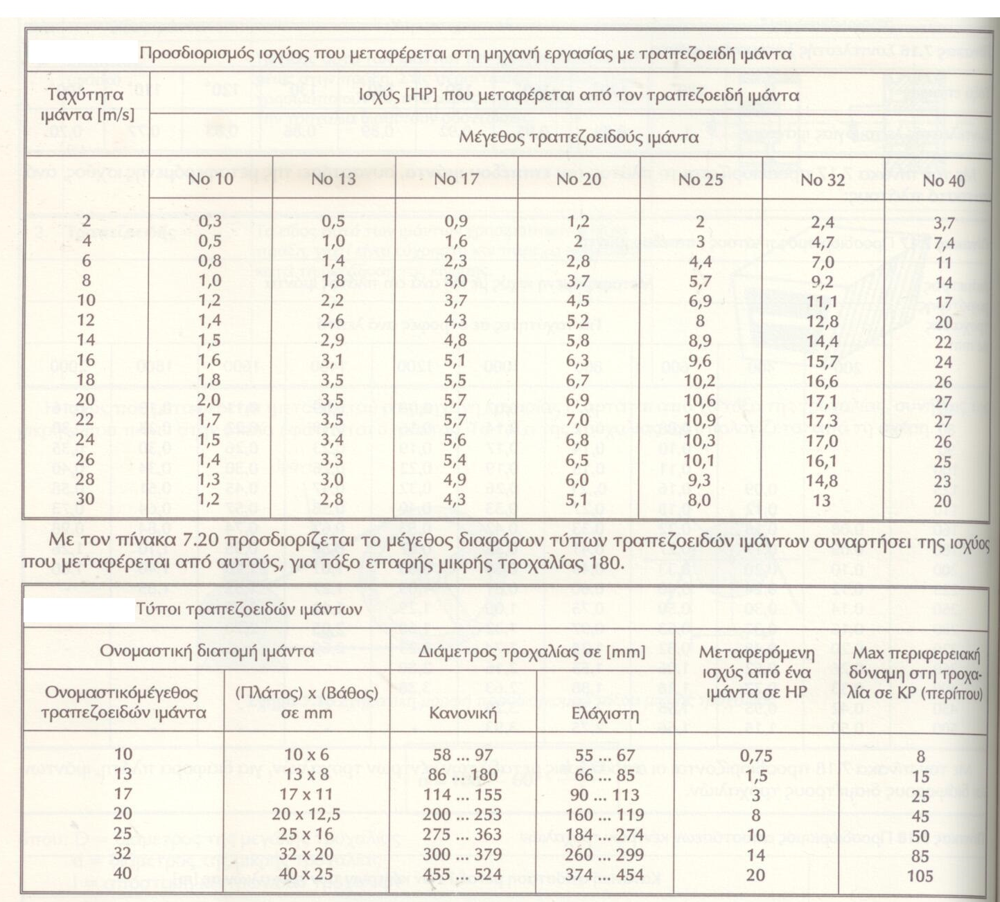 Προσδιορισμός ισχύος που μεταφέρεται στη μηχανή εργασίας με τραπεζοειδή ιμάντα
Ταχύτητα ιμάντα [m/s] Ισχύς [HP] που μεταφέρεται από τον τραπεζοειδή ιμάντα
Μέγεθος τραπεζοειδούς ιμάντα
No 10 No 13 No 17 No 20 No 25 No 32 No 40
2 0,3 0,5 0,9 1,2 2 2,4 3,7
4 0,5 1,0 1,6 2 3 4,7 7,4
6 0,8 1,4 2,3 2,8 4,4 7,0 11
8 1,0 1,8 3,0 3,7 5,7 9,2 14
10 1,2 2,2 3,7 4,5 6,9 11,1 17
12 1,4 2,6 4,3 5,2 8 12,8 20
14 1,5 2,9 4,8 5,8 8,9 14,4 22
16 1,6 3,1 5,1 6,3 9,6 15,7 24
18 1,8 3,5 5,5 6,7 10,2 16,6 26
20 2,0 3,5 5,7 6,9 10,6 17,1 27
22 1,7 3,5 5,7 7,0 10,9 17,3 27
24 1,5 3,4 5,6 6,8 10,3 17,0 26
26 1,4 3,3 5,4 6,5 10,1 16,1 25
28 1,3 3,0 4,9 6,0 9,3 14,8 23
30 1,2 2,8 4,3 5,1 8,0 13 20
Με τον πίνακα 7.20 προσδιορίζεται το μέγεθος διαφόρων τύπων τραπεζοειδών ιμάντων συναρτήσει της ισχύος
που μεταφέρεται από αυτούς, για τόξο επαφής μικρής τροχαλίας 180.
Τύποι τραπεζοειδών ιμάντων
Ονομαστική διατομή ιμάντα Διάμετρος τροχαλίας σε [mm] Μεταφερόμενη ισχύς από ένα ιμάντα σε HP Max περιφερειακή δύναμη στη τροχα- λία σε KP (περίπου)
Ονομαστικόμέγεθος τραπεζοειδών ιμάντα (Πλάτος) x (Βάθος) σε mm Κανονική Ελάχιστη
10 10 x 6 58 ... 97 55 ... 67 0,75 8
13 13 x 8 86 ... 180 66 ... 85 1,5 15
17 17 x 11 114 ... 155 90 ... 113 3 25
20 20 x 12,5 200 ... 253 160 ... 119 8 45
25 25 x 16 275 ... 363 184 ... 274 10 50
32 32 x 20 300 ... 379 260 ... 299 14 85
40 40 x 25 455 ... 524 374 ... 454 20 105